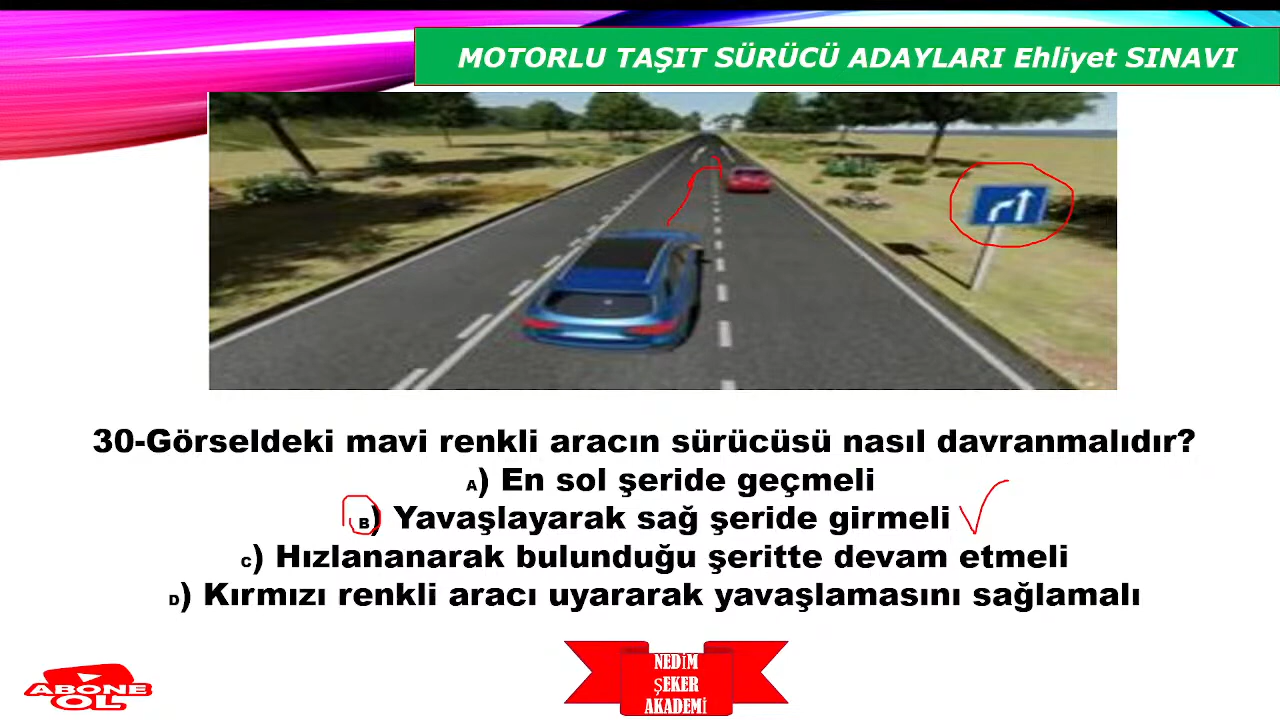 MOTORLU TAŞIT SÜRÜCÜ ADAYLARI Ehliyet SINAVI
30-Görseldeki mavi renkli aracın sürücüsü nasıl davranmalıdır?
A) En sol şeride geçmeli
B) Yavaşlayarak sağ şeride girmeli
C) Hızlananarak bulunduğu şeritte devam etmeli
D) Kırmızı renkli aracı uyararak yavaşlamasını sağlamalı
NEDİM
ŞEKER
AKADEMİ
ABONE
OL